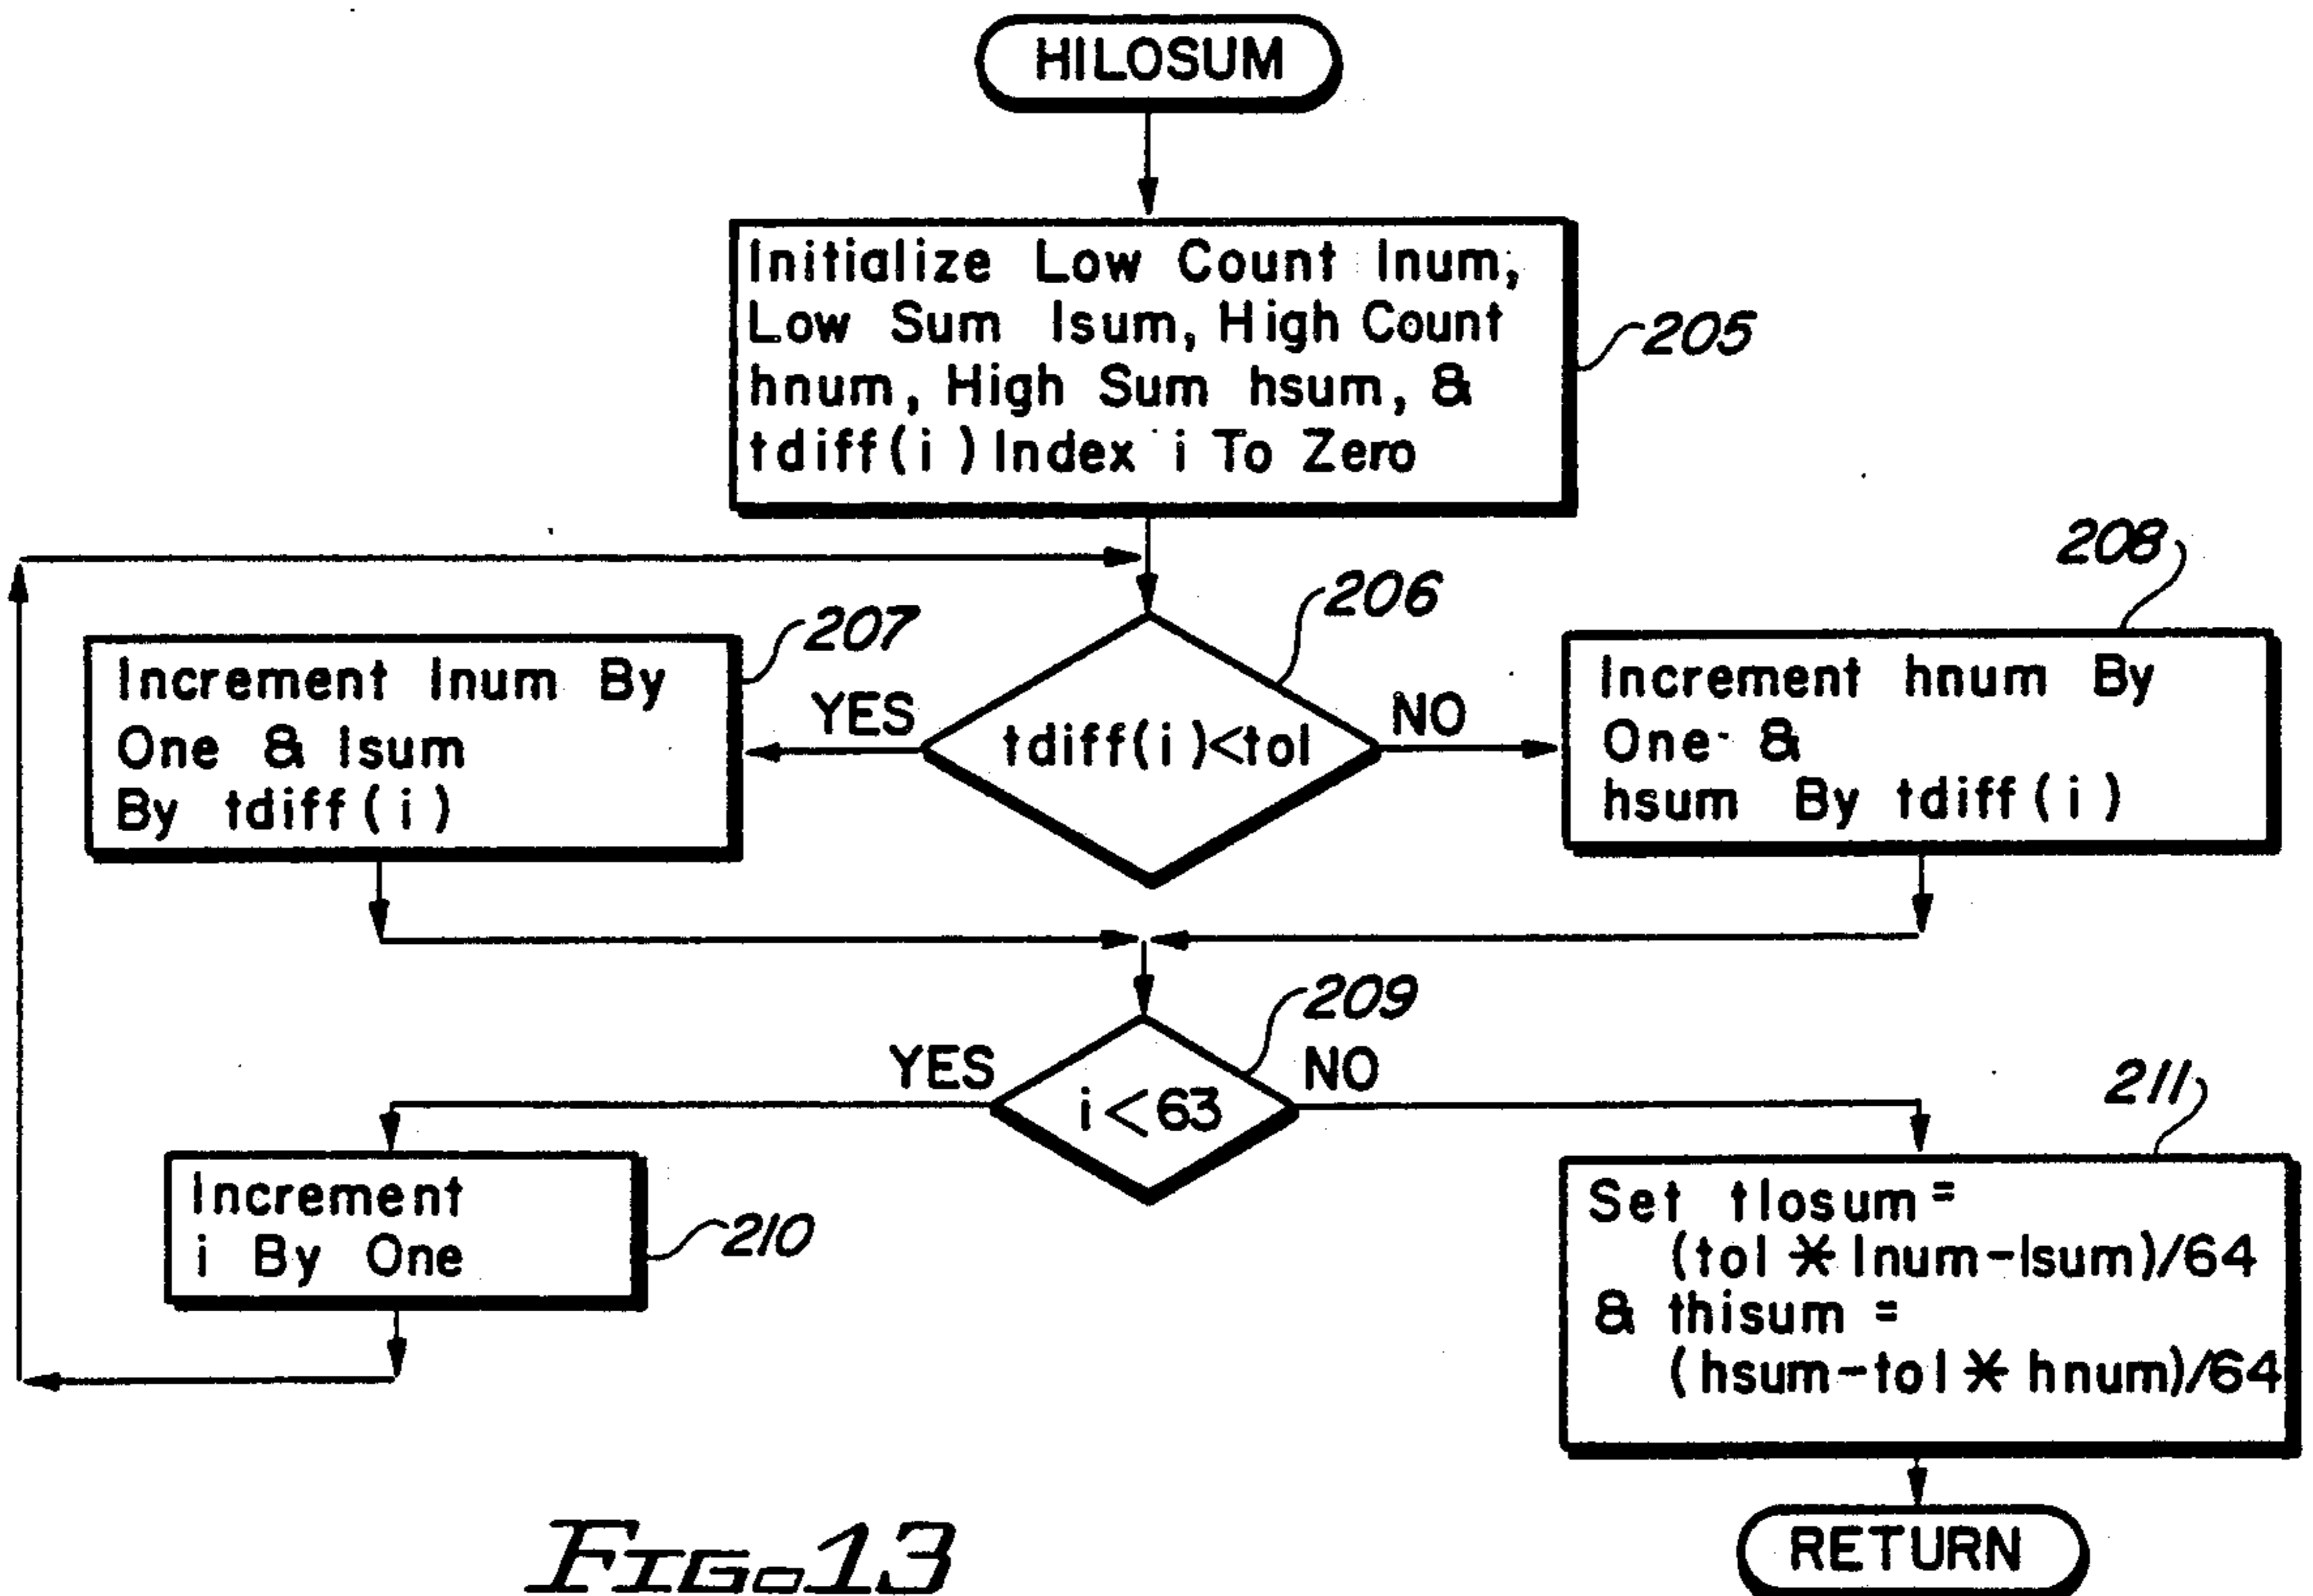 HILOSUM
Initialize Low Count lnum,
Low Sum lsum, High Count
hnum, High Sum hsum, &
tdiff(i) Index i To Zero
205
206
207
208
Increment lnum By
One & lsum
By tdiff(i)
YES
tdiff(i)<tol
NO
Increment hnum By
One &
hsum By tdiff(i)
209
YES
i<63
NO
211
Increment
i By One
210
Set tlosum=
(tol * lnum-lsum)/64
& thisum =
(hsum-tol * hnum)/64
RETURN
FIG. 13